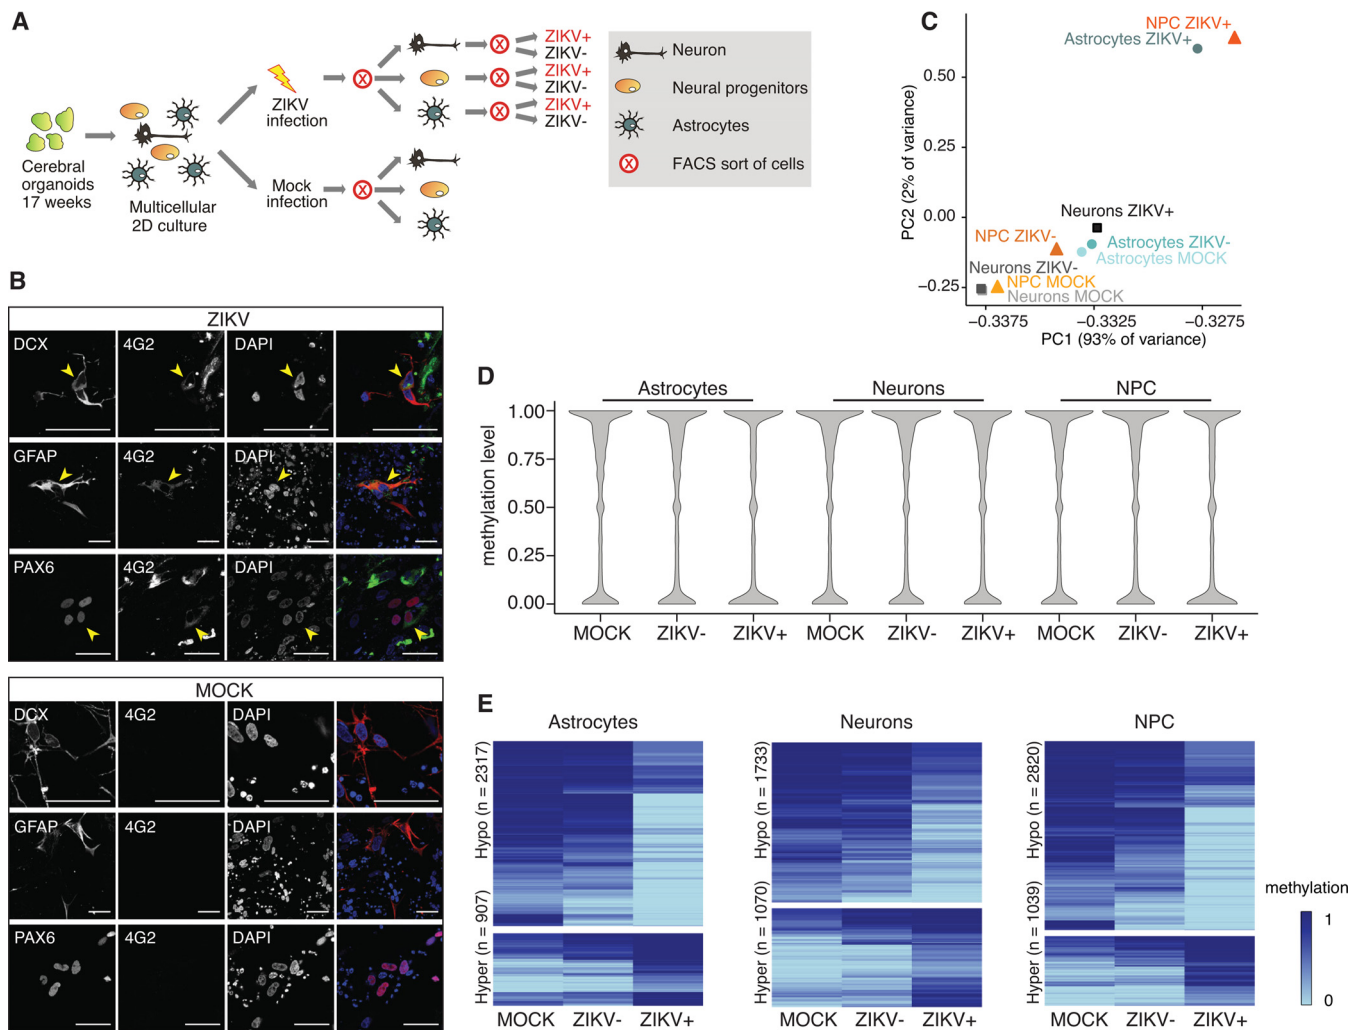 A
Cerebral
organoids
17 weeks
Multicellular
2D culture
ZIKV
infection
Mock
infection
ZIKV+
ZIKV-
ZIKV+
ZIKV-
ZIKV+
ZIKV-
Neuron
Neural progenitors
Astrocytes
FACS sort of cells
B
ZIKV
DCX 4G2 DAPI
GFAP 4G2 DAPI
PAX6 4G2 DAPI
MOCK
DCX 4G2 DAPI
GFAP 4G2 DAPI
PAX6 4G2 DAPI
C
PC2 (2% of variance)
0.50
0.25
0.00
−0.25
NPC ZIKV+
Astrocytes ZIKV+
Neurons ZIKV+
NPC ZIKV-
Astrocytes ZIKV-
Astrocytes MOCK
Neurons ZIKV-
NPC MOCK
Neurons MOCK
−0.3375 −0.3325 −0.3275
PC1 (93% of variance)
D
Astrocytes Neurons NPC
methylation level
1.00
0.75
0.50
0.25
0.00
MOCK ZIKV- ZIKV+ MOCK ZIKV- ZIKV+ MOCK ZIKV- ZIKV+
E
Astrocytes
Hypo (n = 2317)
Hyper (n = 907)
MOCK ZIKV- ZIKV+
Neurons
Hypo (n = 1733)
Hyper (n = 1070)
MOCK ZIKV- ZIKV+
NPC
Hypo (n = 2820)
Hyper (n = 1039)
MOCK ZIKV- ZIKV+
methylation
1
0